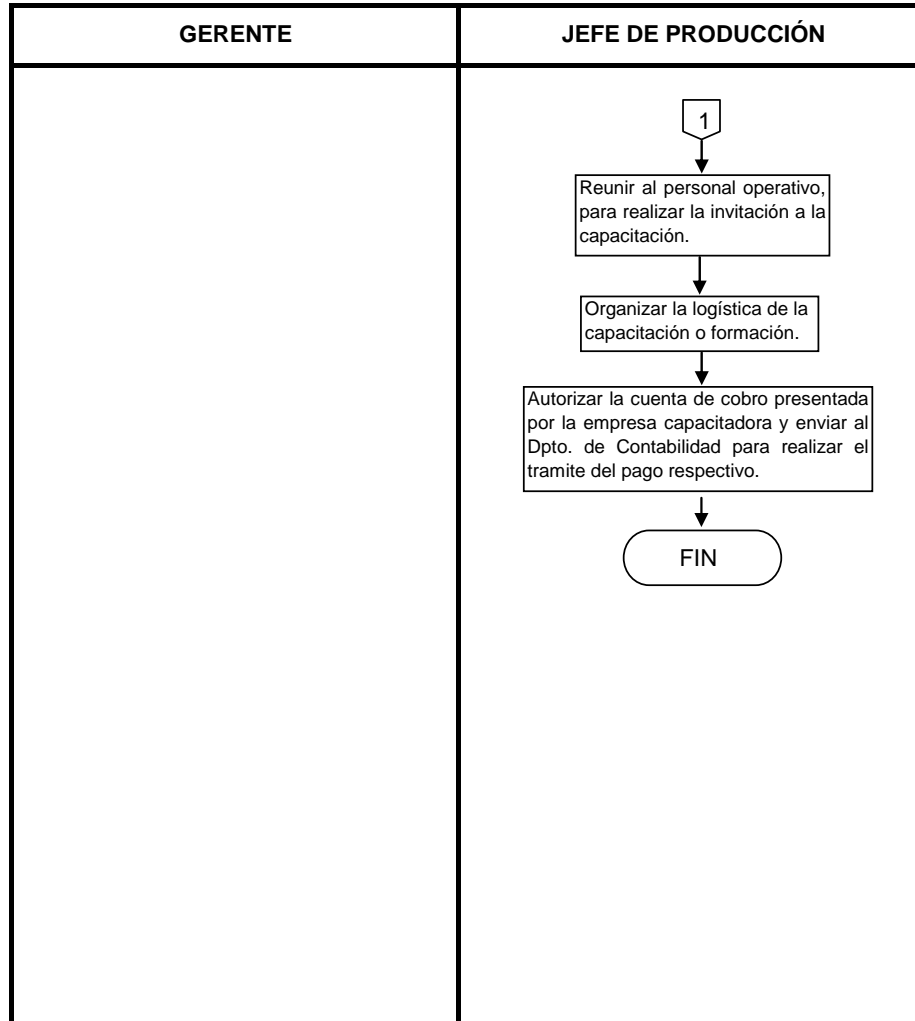 GERENTE
JEFE DE PRODUCCIÓN
1
Reunir al personal operativo,
para realizar la invitación a la
capacitación.
Organizar la logística de la
capacitación o formación.
Autorizar la cuenta de cobro presentada
por la empresa capacitadora y enviar al
Dpto. de Contabilidad para realizar el
tramite del pago respectivo.
FIN